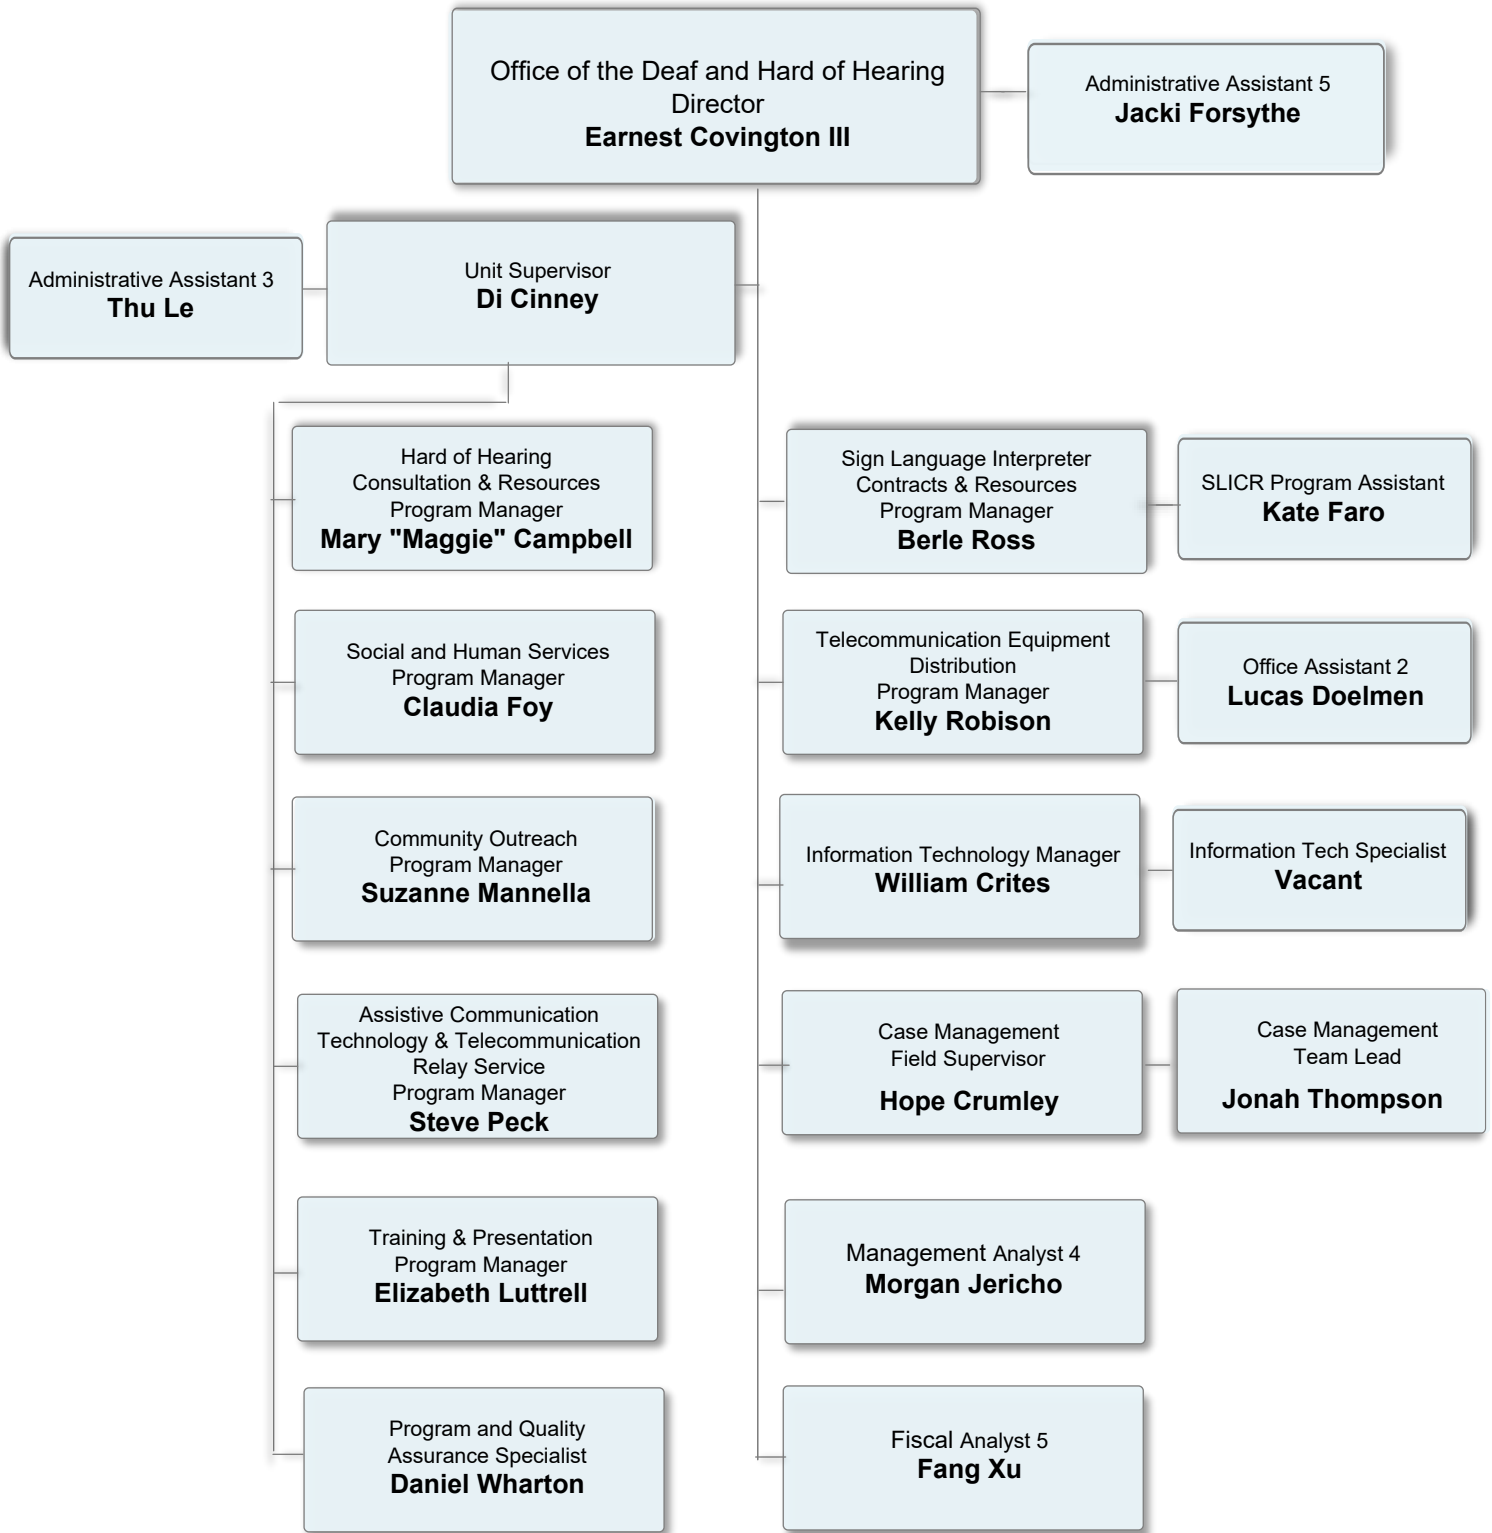 Office of the Deaf and Hard of Hearing
Director
Earnest Covington III
Administrative Assistant 5
Jacki Forsythe
Administrative Assistant 3
Thu Le
Unit Supervisor
Di Cinney
Hard of Hearing
Consultation & Resources
Program Manager
Mary "Maggie" Campbell
Sign Language Interpreter
Contracts & Resources
Program Manager
Berle Ross
SLICR Program Assistant
Kate Faro
Social and Human Services
Program Manager
Claudia Foy
Telecommunication Equipment
Distribution
Program Manager
Kelly Robison
Office Assistant 2
Lucas Doelmen
Community Outreach
Program Manager
Suzanne Mannella
Information Technology Manager
William Crites
Information Tech Specialist
Vacant
Assistive Communication
Technology & Telecommunication
Relay Service
Program Manager
Steve Peck
Case Management
Field Supervisor
Hope Crumley
Case Management
Team Lead
Jonah Thompson
Training & Presentation
Program Manager
Elizabeth Luttrell
Management Analyst 4
Morgan Jericho
Program and Quality
Assurance Specialist
Daniel Wharton
Fiscal Analyst 5
Fang Xu